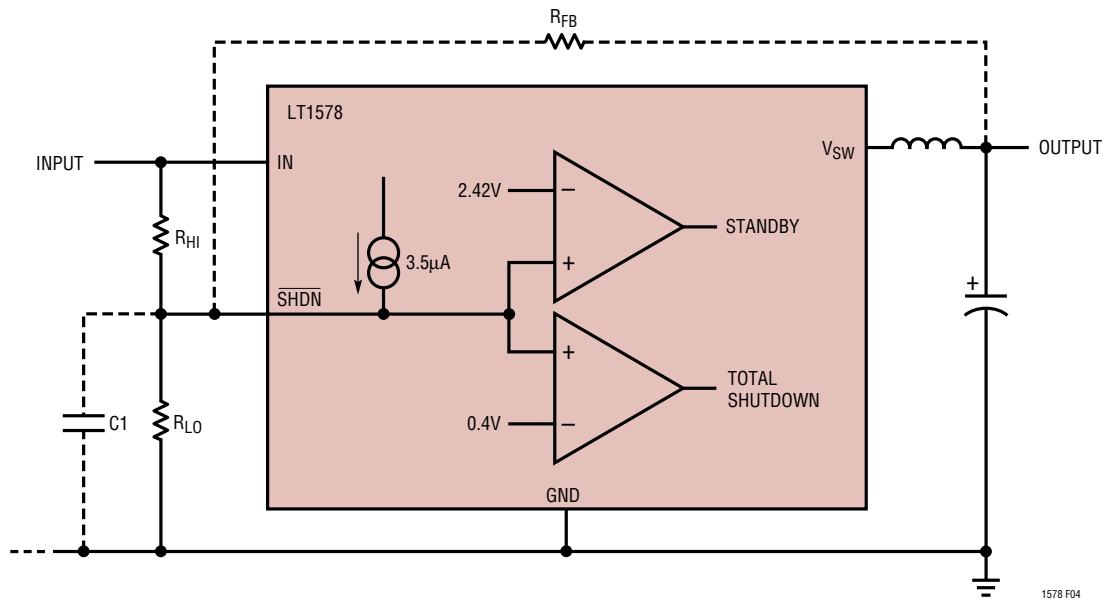 RFB
LT1578
INPUT
IN
VSW
OUTPUT
2.42V
−
STANDBY
RHI
3.5µA
+
SHDN
+
+
C1
RLO
TOTAL
SHUTDOWN
0.4V
−
GND
1578 F04